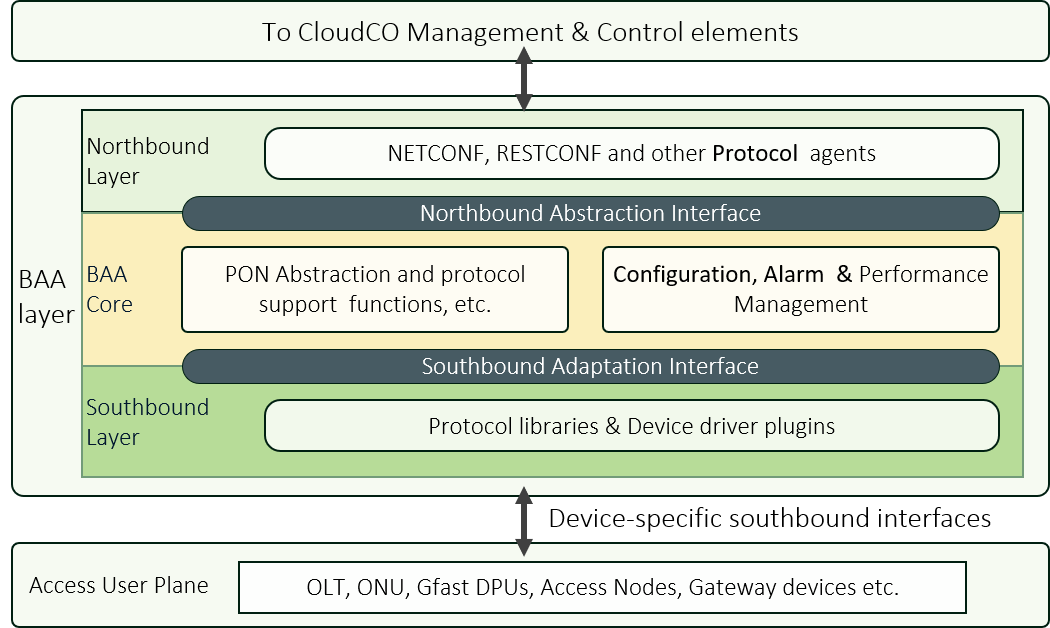 To CloudCO Management & Control elements
Northbound
Layer
NETCONF, RESTCONF and other Protocol agents
Northbound Abstraction Interface
BAA
layer
BAA
Core
PON Abstraction and protocol
support functions, etc.
Configuration, Alarm & Performance
Management
Southbound Adaptation Interface
Southbound
Layer
Protocol libraries & Device driver plugins
Device-specific southbound interfaces
Access User Plane
OLT, ONU, Gfast DPUs, Access Nodes, Gateway devices etc.